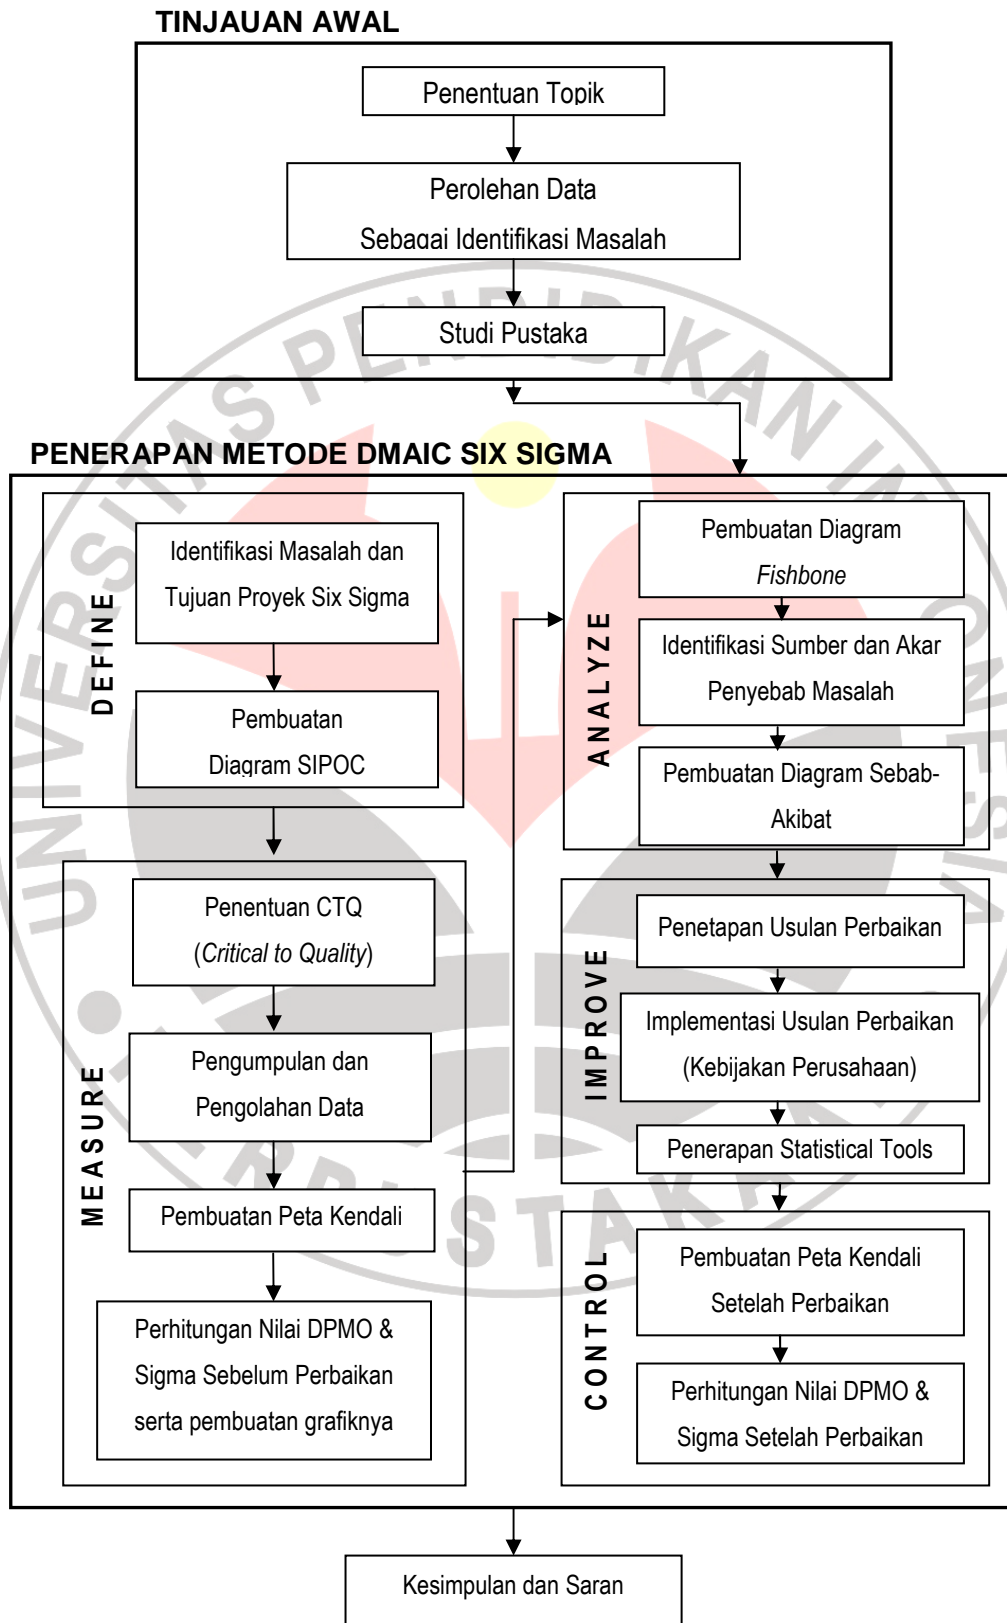 TINJAUAN AWAL
Penentuan Topik
Perolehan Data
Sebagai Identifikasi Masalah
Studi Pustaka
PENERAPAN METODE DMAIC SIX SIGMA
DEFINE
Identifikasi Masalah dan
Tujuan Proyek Six Sigma
Pembuatan
Diagram SIPOC
MEASURE
Penentuan CTQ
(Critical to Quality)
Pengumpulan dan
Pengolahan Data
Pembuatan Peta Kendali
Perhitungan Nilai DPMO &
Sigma Sebelum Perbaikan
serta pembuatan grafiknya
ANALYZE
Pembuatan Diagram
Fishbone
Identifikasi Sumber dan Akar
Penyebab Masalah
Pembuatan Diagram Sebab-
Akibat
IMPROVE
Penetapan Usulan Perbaikan
Implementasi Usulan Perbaikan
(Kebijakan Perusahaan)
Penerapan Statistical Tools
CONTROL
Pembuatan Peta Kendali
Setelah Perbaikan
Perhitungan Nilai DPMO &
Sigma Setelah Perbaikan
Kesimpulan dan Saran
UNIVERSITAS PENDIDIKAN INDONESIA